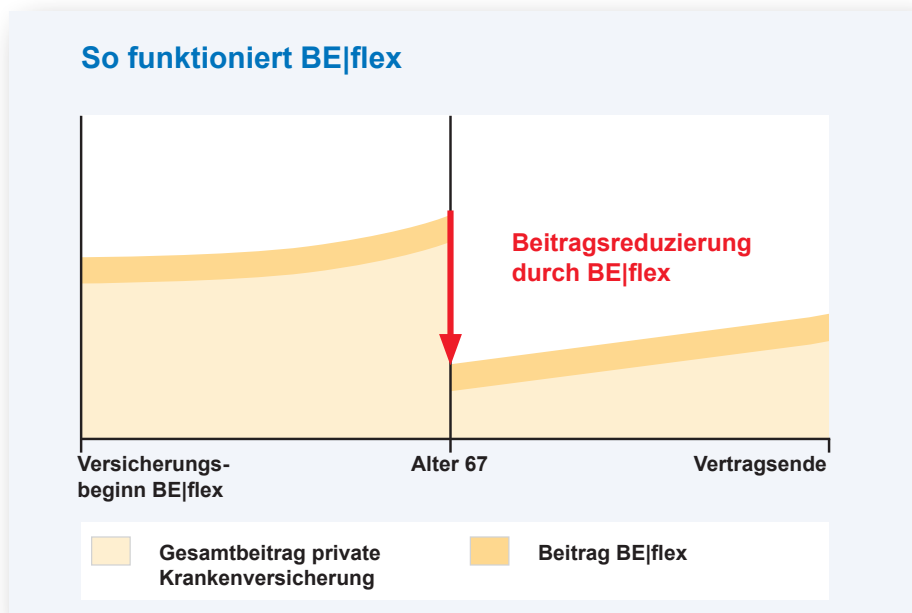 So funktioniert BE|flex
Beitragsreduzierung
durch BE|flex
Versicherungs-
beginn BE|flex
Alter 67
Vertragsende
Gesamtbeitrag private
Krankenversicherung
Beitrag BE|flex